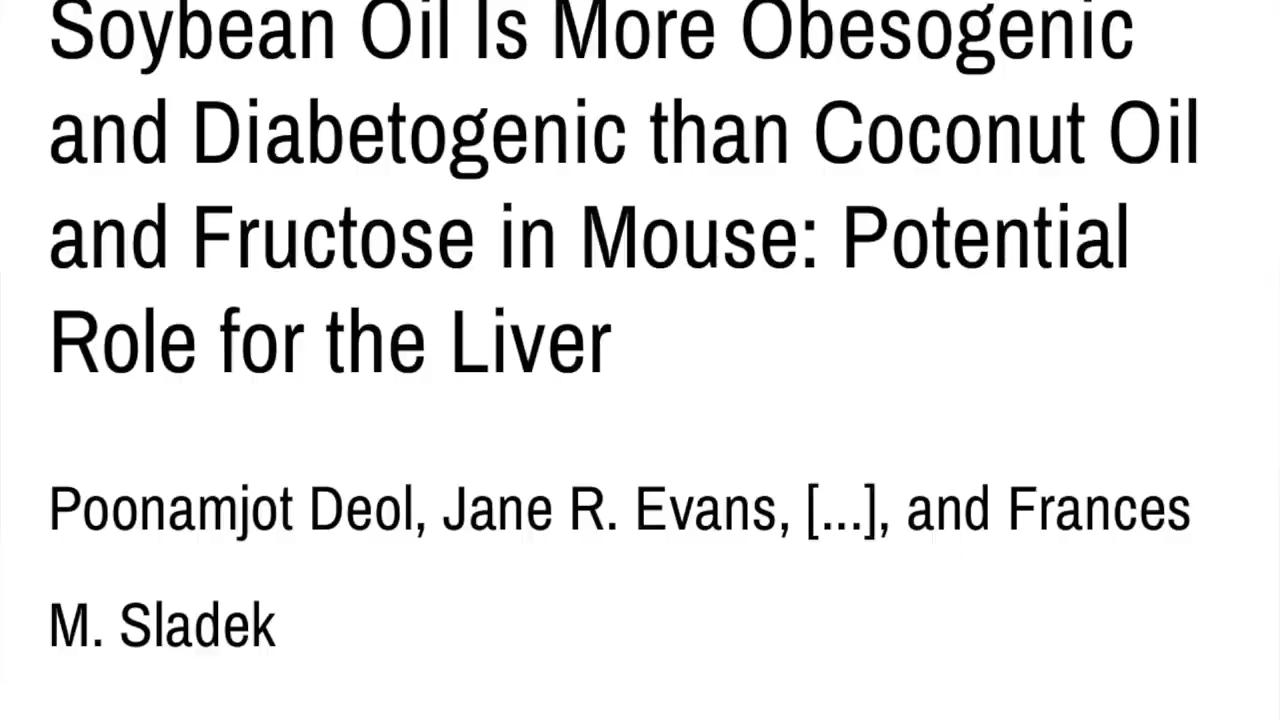 Soybean Oil Is More Obesogenic
and Diabetogenic than Coconut Oil
and Fructose in Mouse: Potential
Role for the Liver
Poonamjot Deol, Jane R. Evans, [...], and Frances
M. Sladek